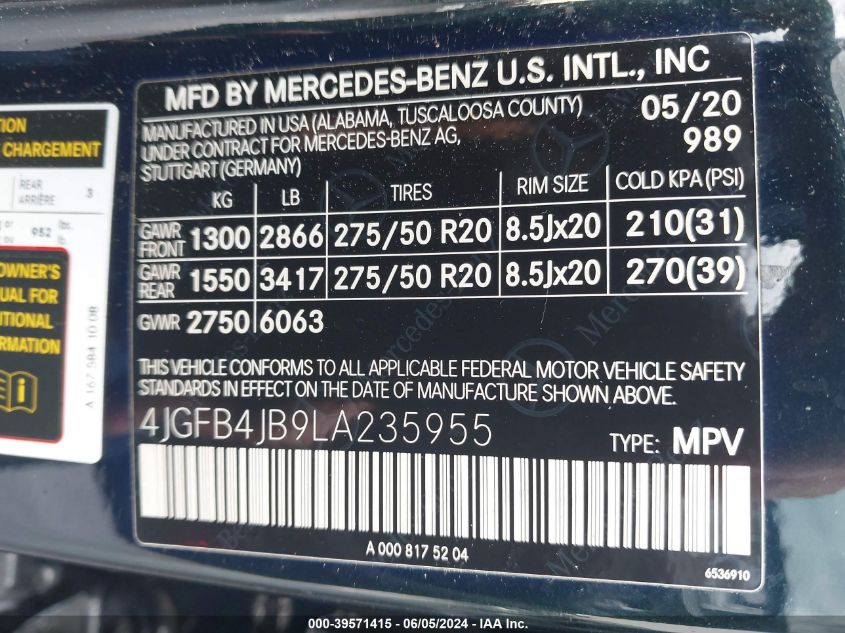 MFD BY MERCEDES-BENZ U.S. INTL., INC
MANUFACTURED IN USA (ALABAMA, TUSCALOOSA COUNTY) 05/20
UNDER CONTRACT FOR MERCEDES-BENZ AG, 989
STUTTGART (GERMANY)
KG LB TIRES RIM SIZE COLD KPA (PSI)
GAWR FRONT 1300 2866 275/50 R20 8.5Jx20 210(31)
GAWR REAR 1550 3417 275/50 R20 8.5Jx20 270(39)
GVWR 2750 6063
THIS VEHICLE CONFORMS TO ALL APPLICABLE FEDERAL MOTOR VEHICLE SAFETY
STANDARDS IN EFFECT ON THE DATE OF MANUFACTURE SHOWN ABOVE.
4JGFB4JB9LA235955
TYPE: MPV
A 000 817 52 04
6536910
CHARGEMENT
REAR 3
ARRIÈRE
ou 952 lbs.
lb.
OWNER'S
FOR
A 167 584 10 08
000-39571415 - 06/05/2024 - IAA Inc.